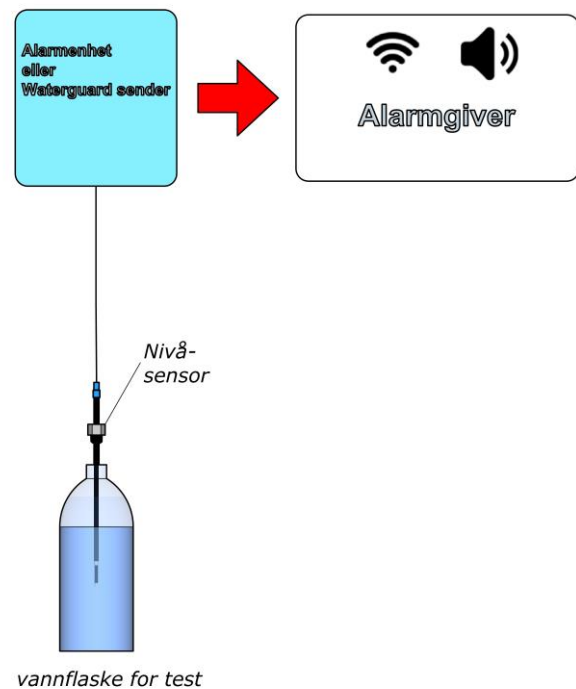 Alarmenhet
eller
Waterguard sender
Alarmgiver
Nivå-
sensor
vannflaske for test